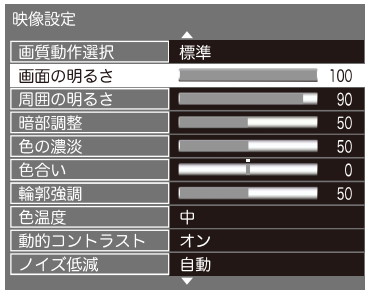 映像設定
画質動作選択 標準
画面の明るさ 100
周囲の明るさ 90
暗部調整 50
色の濃淡 50
色合い 0
輪郭強調 50
色温度 中
動的コントラスト オン
ノイズ低減 自動